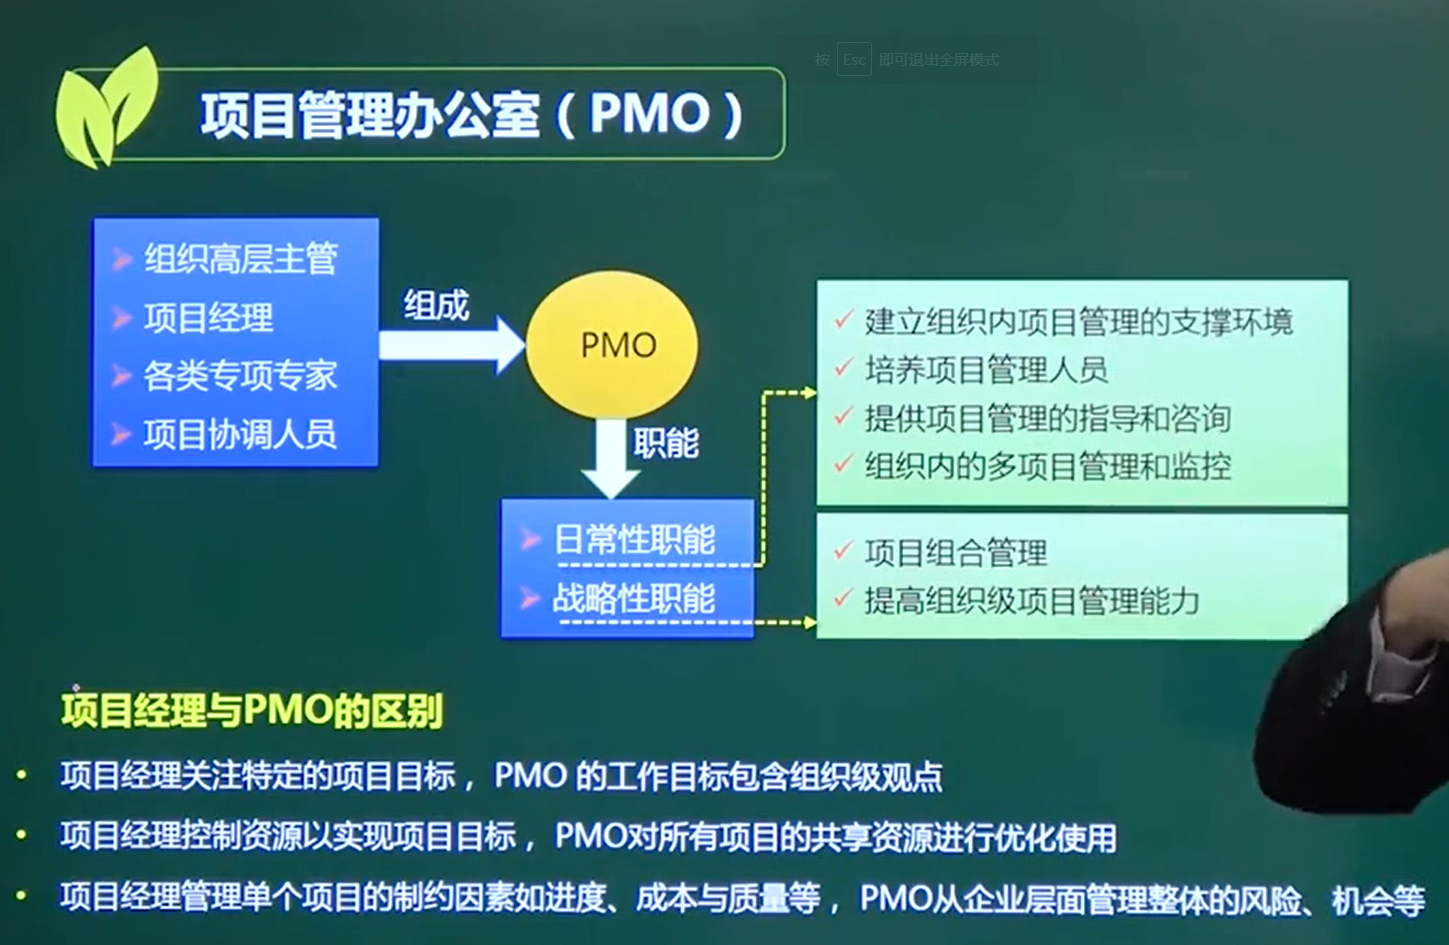 按 Esc 即可退出全屏模式
项目管理办公室（PMO）
组织高层主管
项目经理
各类专项专家
项目协调人员
组成
PMO
职能
日常性职能
战略性职能
建立组织内项目管理的支撑环境
培养项目管理人员
提供项目管理的指导和咨询
组织内的多项目管理和监控
项目组合管理
提高组织级项目管理能力
项目经理与PMO的区别
• 项目经理关注特定的项目目标，PMO 的工作目标包含组织级观点
• 项目经理控制资源以实现项目目标，PMO对所有项目的共享资源进行优化使用
• 项目经理管理单个项目的制约因素如进度、成本与质量等，PMO从企业层面管理整体的风险、机会等